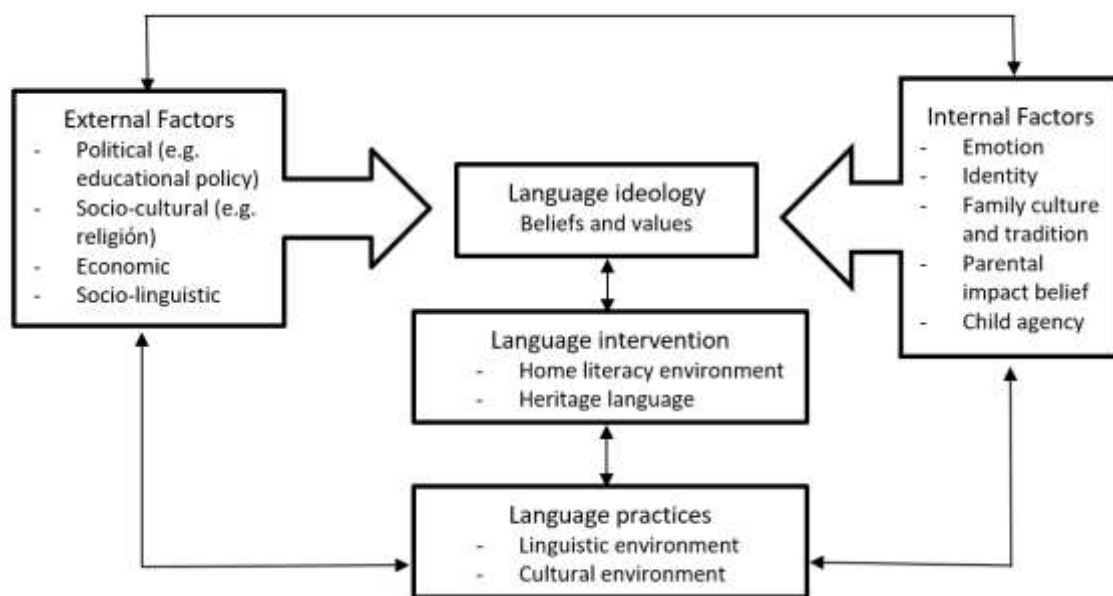 External Factors
- Political (e.g.
educational policy)
- Socio-cultural (e.g.
religión)
- Economic
- Socio-linguistic
Language ideology
Beliefs and values
Internal Factors
- Emotion
- Identity
- Family culture
and tradition
- Parental
impact belief
- Child agency
Language intervention
- Home literacy environment
- Heritage language
Language practices
- Linguistic environment
- Cultural environment